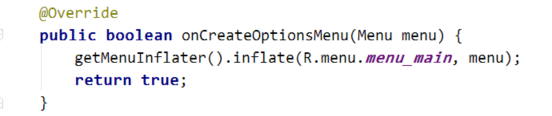 @Override
public boolean onCreateOptionsMenu(Menu menu) {
    getMenuInflater().inflate(R.menu.menu_main, menu);
    return true;
}